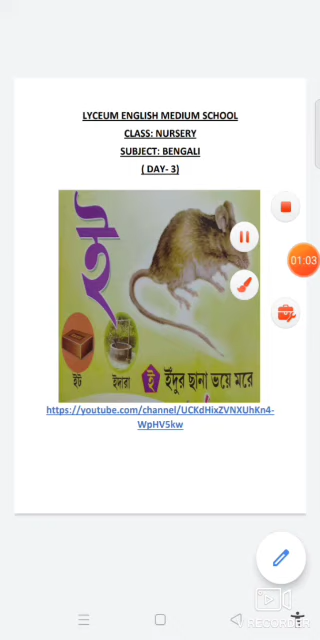 LYCEUM ENGLISH MEDIUM SCHOOL
CLASS: NURSERY
SUBJECT: BENGALI
( DAY- 3)
ই
ইট
ইদারা
ই ইঁদুর ছানা ভয়ে মরে
https://youtube.com/channel/UCKdHixZVNXUhKn4-
WpHV5kw
01:03
RECORDER